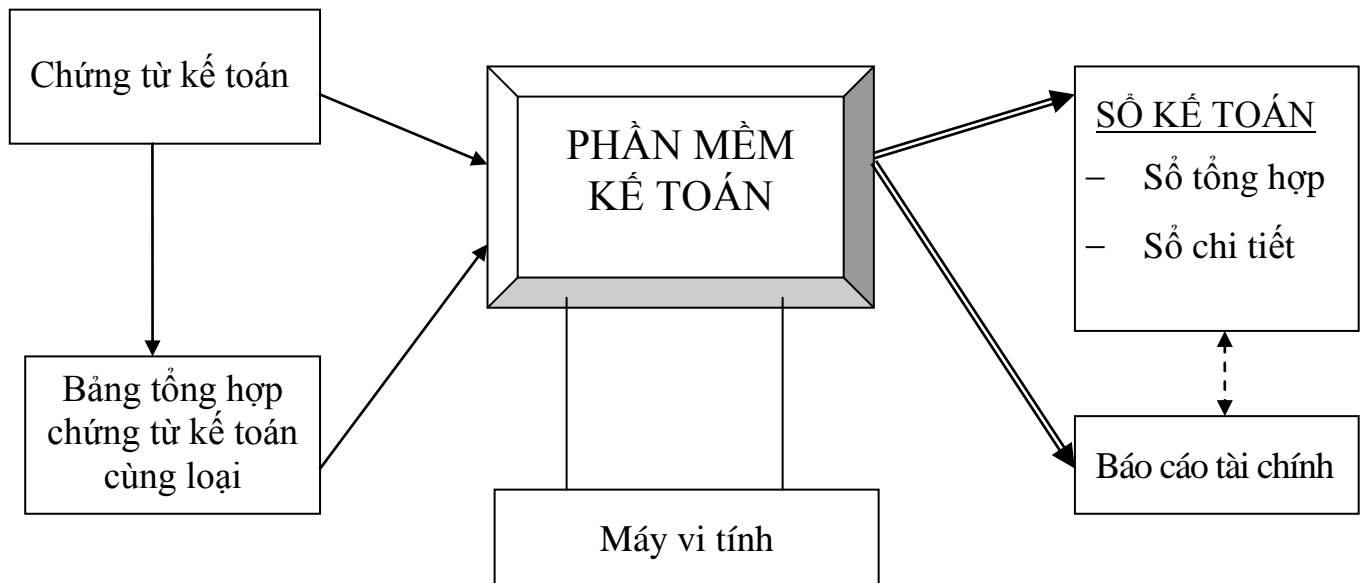 Chứng từ kế toán
PHẦN MỀM
KẾ TOÁN
SỔ KẾ TOÁN
– Sổ tổng hợp
– Sổ chi tiết
Bảng tổng hợp
chứng từ kế toán
cùng loại
Báo cáo tài chính
Máy vi tính